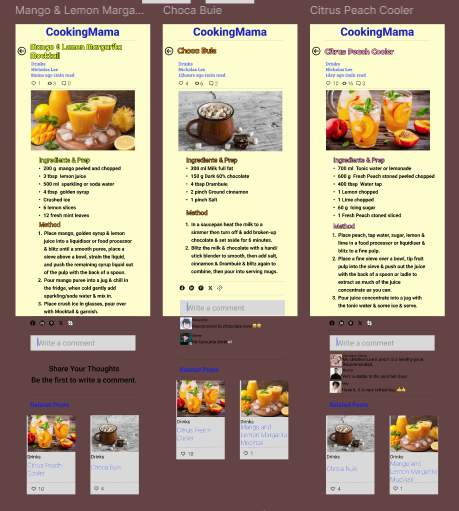 Mango & Lemon Marga...
CookingMama
Mango & Lemon Margarita
Mocktail
Drinks
Nicholas Lee
1 3 0
Ingredients & Prep
200 g mango peeled and chopped
3 tbsp lemon juice
500 ml sparkling or soda water
4 tbsp golden syrup
Crushed ice
6 lemon slices
12 fresh mint leaves
Method
1. Place mango, golden syrup & lemon
juice into a liquidiser or food processor
& blitz until a smooth puree, place a
sieve above a bowl, strain the liquid,
and push the remaining syrup liquid out
of the pulp with the back of a spoon.
2. Pour mango puree into a jug & chill in
the fridge, when cold gently add
sparkling/soda water & mix in.
3. Place crush ice in glasses, pour over
with Mocktail & garnish.
Write a comment
Share Your Thoughts
Be the first to write a comment.
Related Posts
Drinks
Citrus Peach
Cooler
10
Drinks
Choca Buie
4
Choca Buie
CookingMama
Choca Buie
Drinks
Nicholas Lee
4 6 2
Ingredients & Prep
300 ml Milk full fat
150 g Dark 60% chocolate
4 tbsp Drambuie
2 pinch Ground cinnamon
1 pinch Salt
Method
1. In a saucepan heat the milk to a
simmer then turn off & add broken-up
chocolate & set aside for 6 minutes.
2. Blitz the milk & chocolate with a hand/
stick blender to smooth, then add salt,
cinnamon & Drambuie & blitz again to
combine, then pour into serving mugs.
Write a comment
Related Posts
Drinks
Citrus Peach
Cooler
10
Drinks
Mango and
Lemon Margarita
Mocktail
1
Citrus Peach Cooler
CookingMama
Citrus Peach Cooler
Drinks
Nicholas Lee
10 16 3
Ingredients & Prep
700 ml Tonic water or lemonade
600 g Fresh Peach stoned peeled chopped
400 tbsp Water tap
1 Lemon chopped
1 Lime chopped
60 g Icing sugar
1 Fresh Peach stoned sliced
Method
1. Place peach, tap water, sugar, lemon &
lime in a food processor or liquidiser &
blitz to a fine pulp.
2. Place a fine sieve over a bowl, tip fruit
pulp into the sieve & push out the juice
with the back of a spoon or ladle to
extract as much of the juice
concentrate as you can.
3. Pour juice concentrate into a jug with
the tonic water & some ice & serve.
Write a comment
Related Posts
Drinks
Choca Buie
4
Drinks
Mango and
Lemon Margarita
Mocktail
1